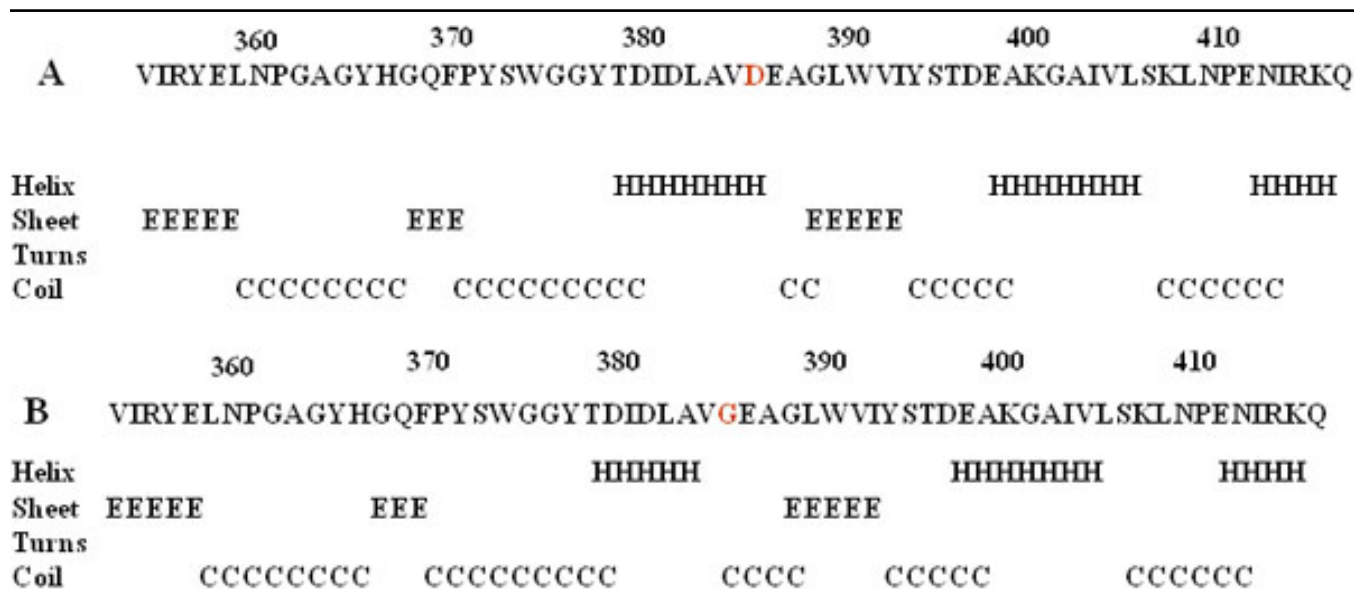 360 370 380 390 400 410
A VIRYELNPGAGYHGQFPYSWGGYTDIDLAVDEAGLWVIYSTDEAKGAIVLSKLNPENIRKQ
Helix HHHHHHH HHHHHHH HHHH
Sheet EEEEE EEE EEEEE
Turns
Coil CCCCCCCC CCCCCCCCC CC CCCCC CCCCCC
360 370 380 390 400 410
B VIRYELNPGAGYHGQFPYSWGGYTDIDLAVGEAGLWVIYSTDEAKGAIVLSKLNPENIRKQ
Helix HHHHH HHHHHHH HHHH
Sheet EEEEE EEE EEEEE
Turns
Coil CCCCCCCC CCCCCCCCC CCCC CCCCC CCCCCC